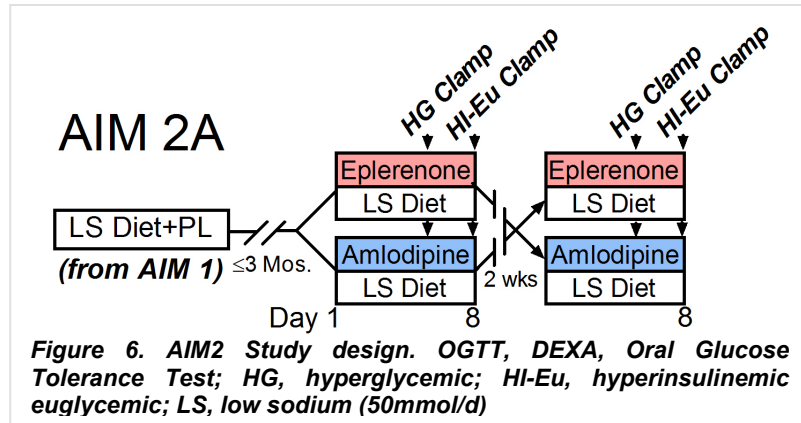 HG Clamp
HI-Eu Clamp
HG Clamp
HI-Eu Clamp
AIM 2A
Eplerenone
LS Diet
Eplerenone
LS Diet
LS Diet+PL
(from AIM 1)
≤3 Mos.
Amlodipine
LS Diet
2 wks
Amlodipine
LS Diet
Day 1
8
8
Figure 6. AIM2 Study design. OGTT, DEXA, Oral Glucose
Tolerance Test; HG, hyperglycemic; HI-Eu, hyperinsulinemic
euglycemic; LS, low sodium (50mmol/d)